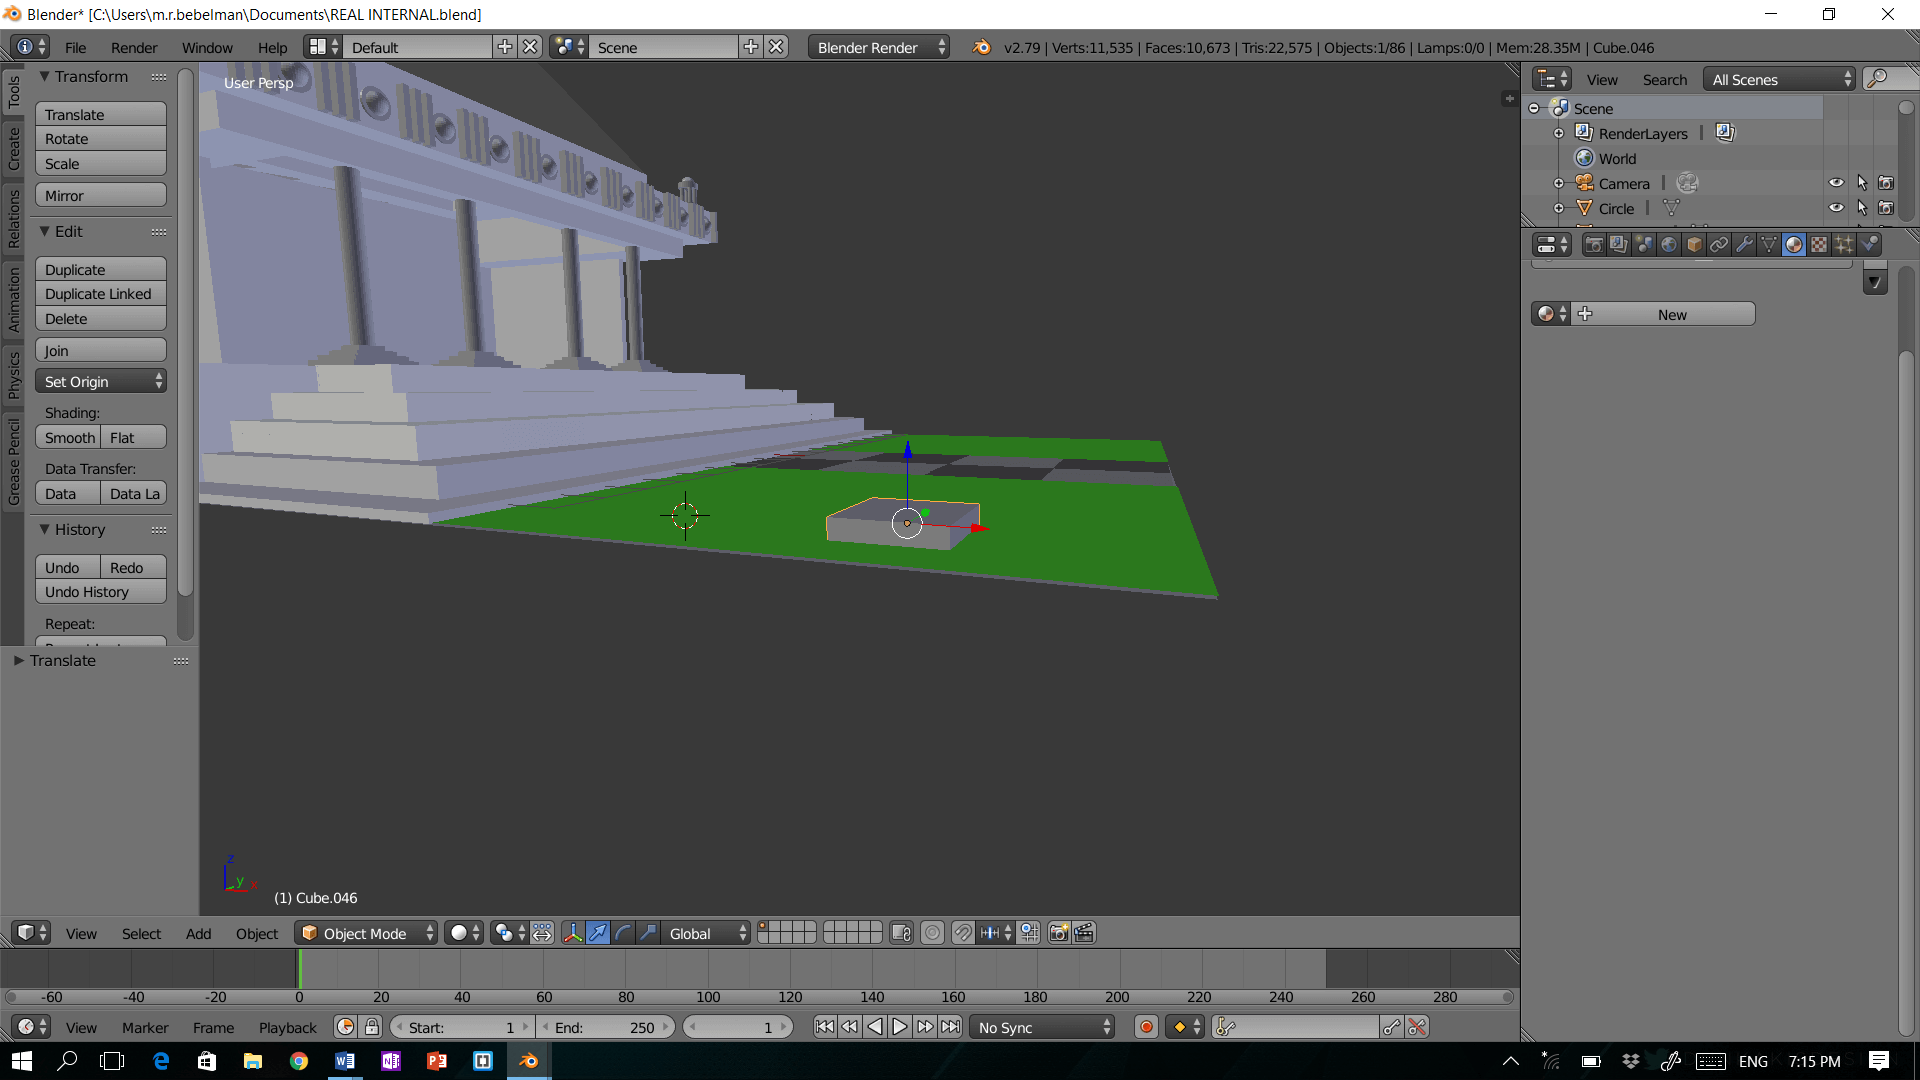 Blender* [C:\Users\m.r.bebelman\Documents\REAL INTERNAL.blend]
File Render Window Help Default Scene Blender Render v2.79 | Verts:11,535 | Faces:10,673 | Tris:22,575 | Objects:1/86 | Lamps:0/0 | Mem:28.35M | Cube.046
Tools
Create
Relations
Animation
Physics
Grease Pencil
Transform
Translate
Rotate
Scale
Mirror
Edit
Duplicate
Duplicate Linked
Delete
Join
Set Origin
Shading:
Smooth Flat
Data Transfer:
Data Data La
History
Undo Redo
Undo History
Repeat:
Translate
User Persp
z
y x
(1) Cube.046
View Search All Scenes
Scene
RenderLayers
World
Camera
Circle
New
View Select Add Object Object Mode Global
-60 -40 -20 0 20 40 60 80 100 120 140 160 180 200 220 240 260 280
View Marker Frame Playback Start: 1 End: 250 1 No Sync
ENG 7:15 PM